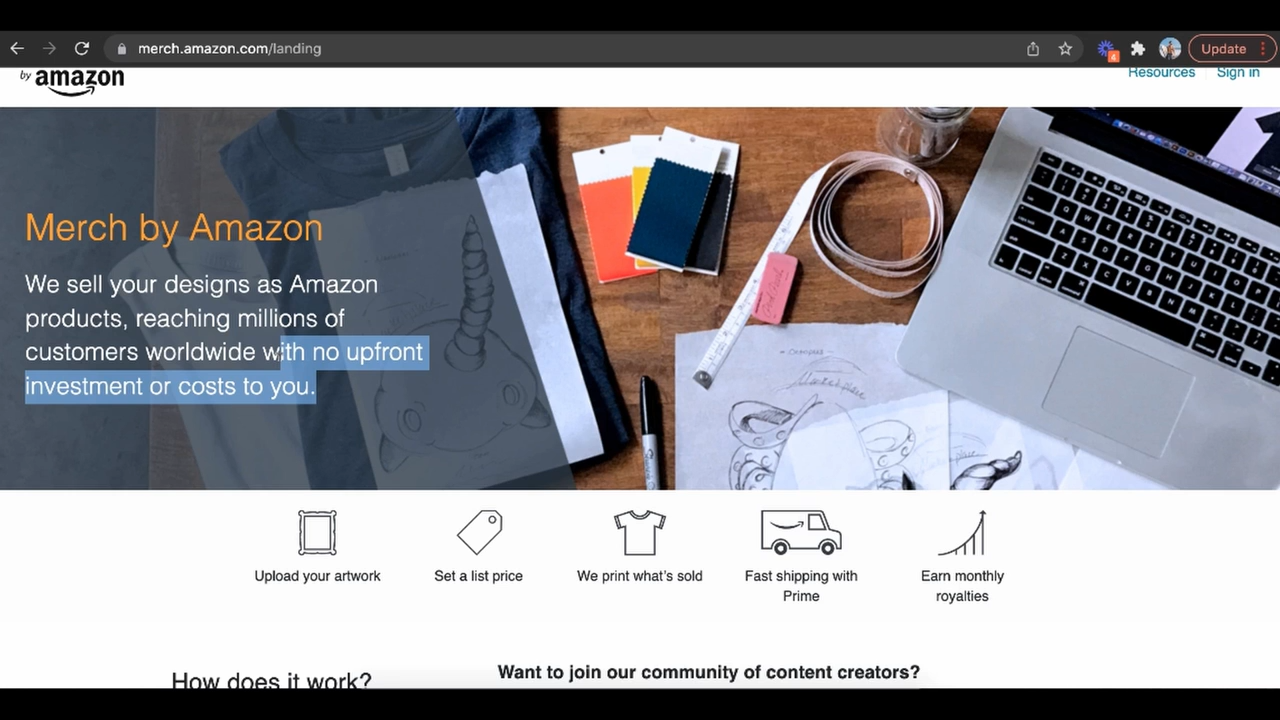 merch.amazon.com/landing
4
Update
by amazon
Resources
Sign in
Merch by Amazon
We sell your designs as Amazon
products, reaching millions of
customers worldwide with no upfront
investment or costs to you.
Upload your artwork
Set a list price
We print what's sold
Fast shipping with
Prime
Earn monthly
royalties
Want to join our community of content creators?
How does it work?